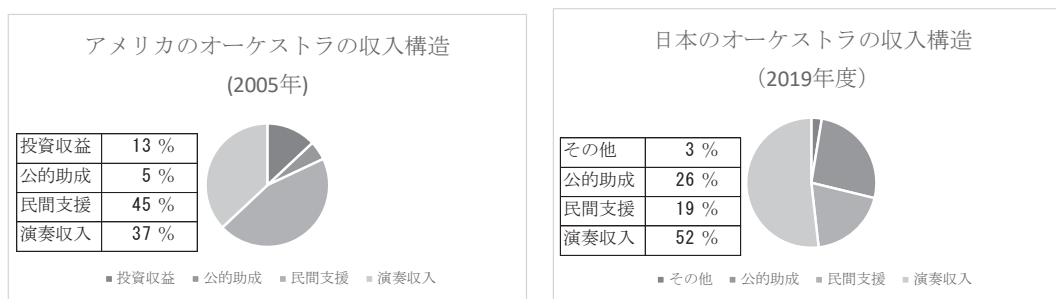 アメリカのオーケストラの収入構造
(2005年)
投資収益 13 %
公的助成 5 %
民間支援 45 %
演奏収入 37 %
■ 投資収益 ■ 公的助成 ■ 民間支援 ■ 演奏収入
日本のオーケストラの収入構造
（2019年度）
その他 3 %
公的助成 26 %
民間支援 19 %
演奏収入 52 %
■ その他 ■ 公的助成 ■ 民間支援 ■ 演奏収入